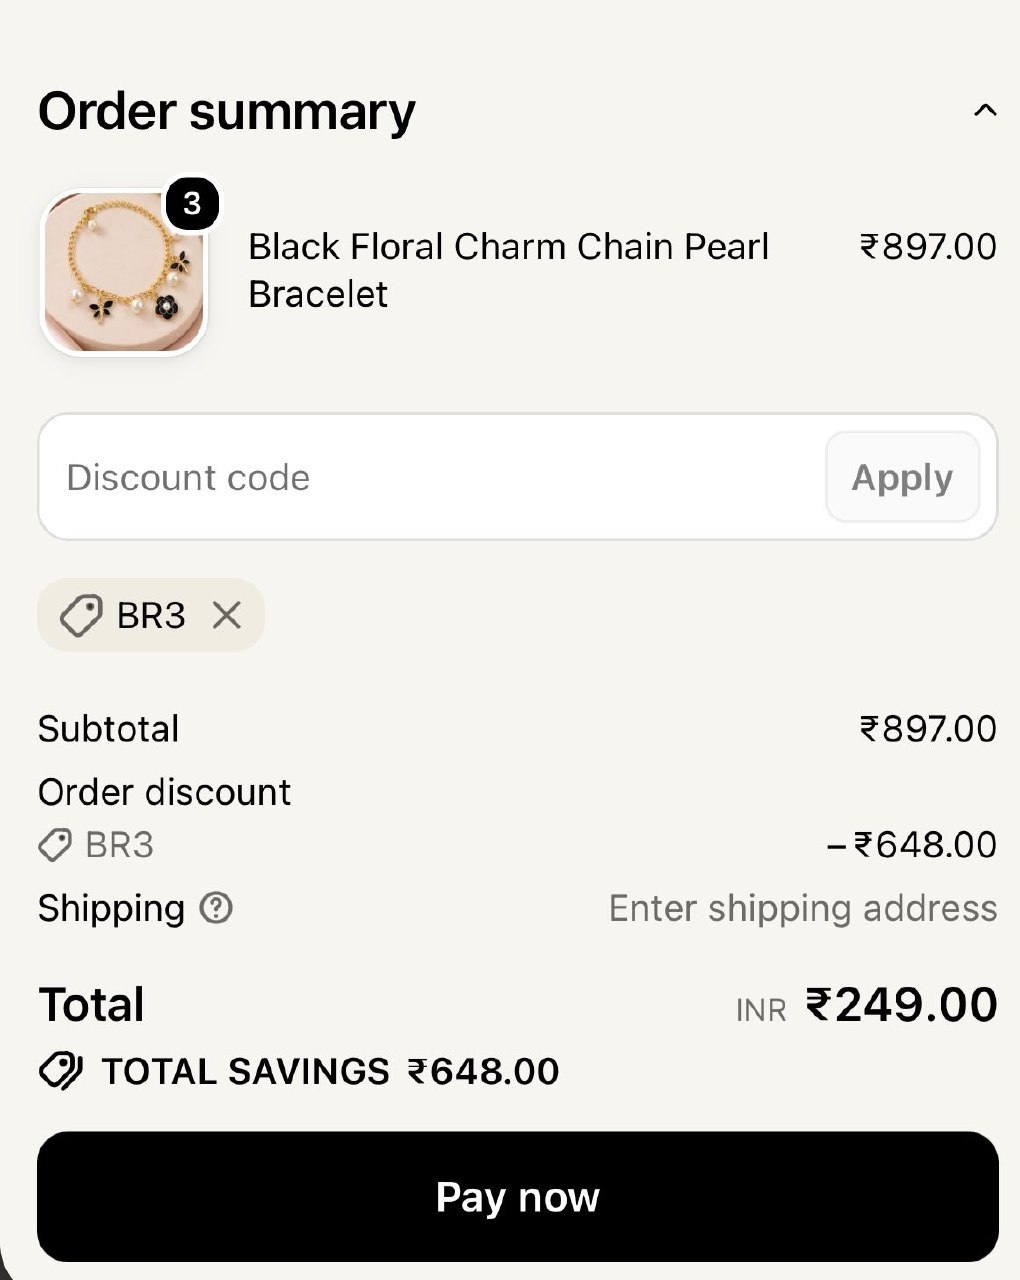 Order summary
3
Black Floral Charm Chain Pearl ₹897.00
Bracelet
Discount code Apply
BR3
Subtotal ₹897.00
Order discount
BR3 – ₹648.00
Shipping Enter shipping address
Total INR ₹249.00
TOTAL SAVINGS ₹648.00
Pay now